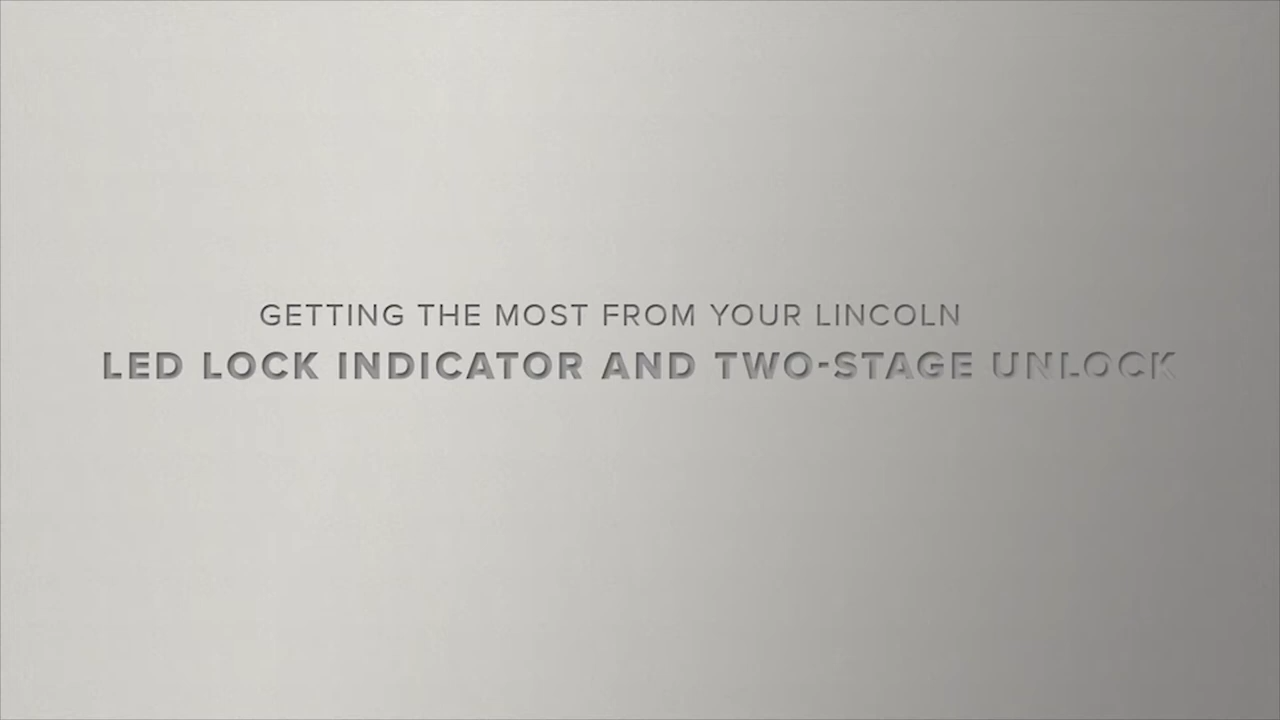 GETTING THE MOST FROM YOUR LINCOLN
LED LOCK INDICATOR AND TWO-STAGE UNLOCK